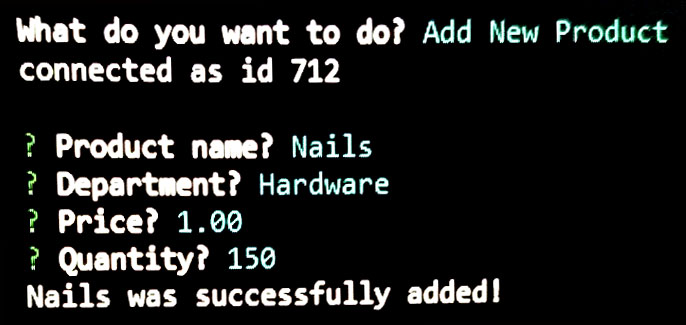 What do you want to do? Add New Product
connected as id 712
? Product name? Nails
? Department? Hardware
? Price? 1.00
? Quantity? 150
Nails was successfully added!